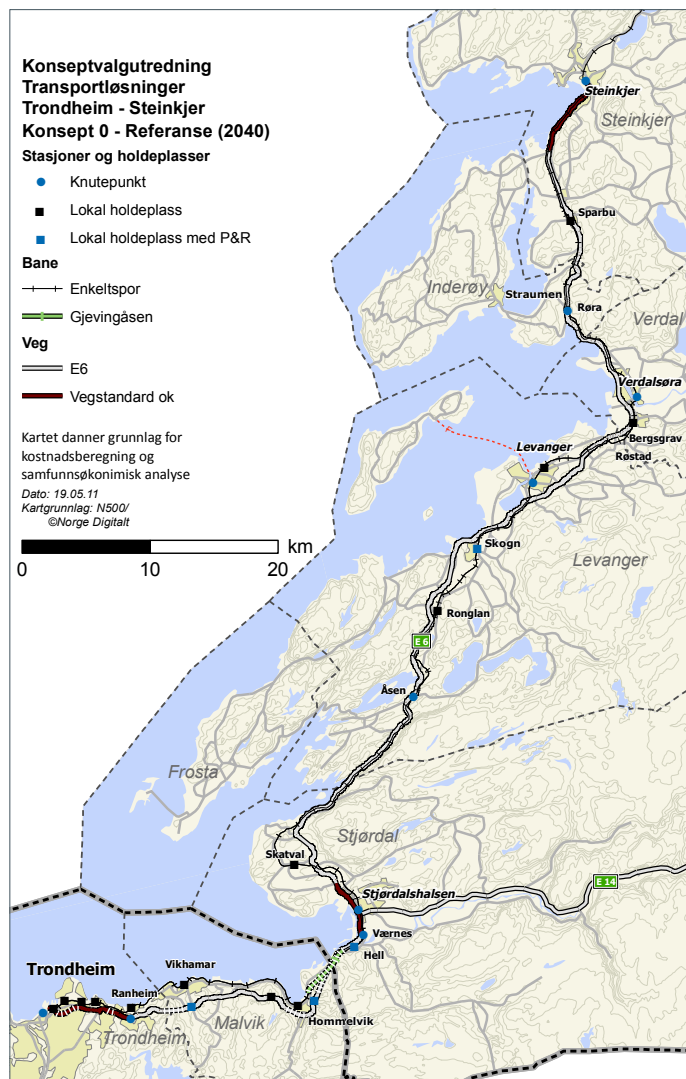 Konseptvalgutredning
Transportløsninger
Trondheim - Steinkjer
Konsept 0 - Referanse (2040)
Stasjoner og holdeplasser
Knutepunkt
Lokal holdeplass
Lokal holdeplass med P&R
Bane
Enkeltspor
Gjevingåsen
Veg
E6
Vegstandard ok
Kartet danner grunnlag for
kostnadsberegning og
samfunnsøkonimisk analyse
Dato: 19.05.11
Kartgrunnlag: N500/
©Norge Digitalt
km
0 10 20
Steinkjer
Steinkjer
Sparbu
Inderøy
Straumen
Røra
Verdal
Verdalsøra
Bergsgrav
Røstad
Levanger
Skogn
Levanger
Ronglan
E 6
Åsen
Frosta
Stjørdal
Skatval
E 14
Stjørdalshalsen
Værnes
Hell
Trondheim
Vikhamar
Ranheim
Hommelvik
Malvik
Trondheim